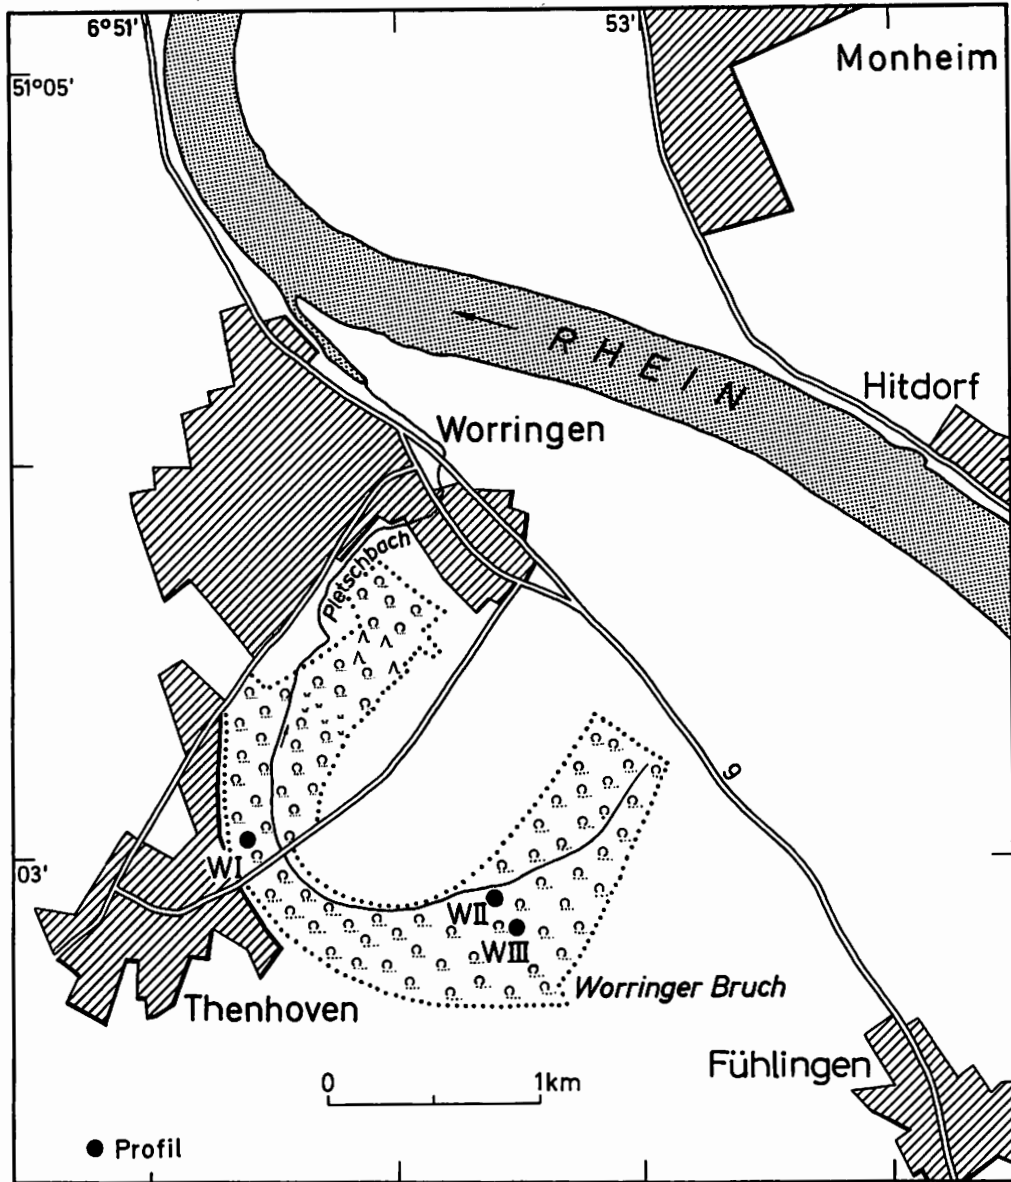 6°51'
53'
Monheim
51°05'
RHEIN
Hitdorf
Worringen
Pletschbach
9
03'
WI
WII
WIII
Worringer Bruch
Thenhoven
Fühlingen
0 1km
Profil